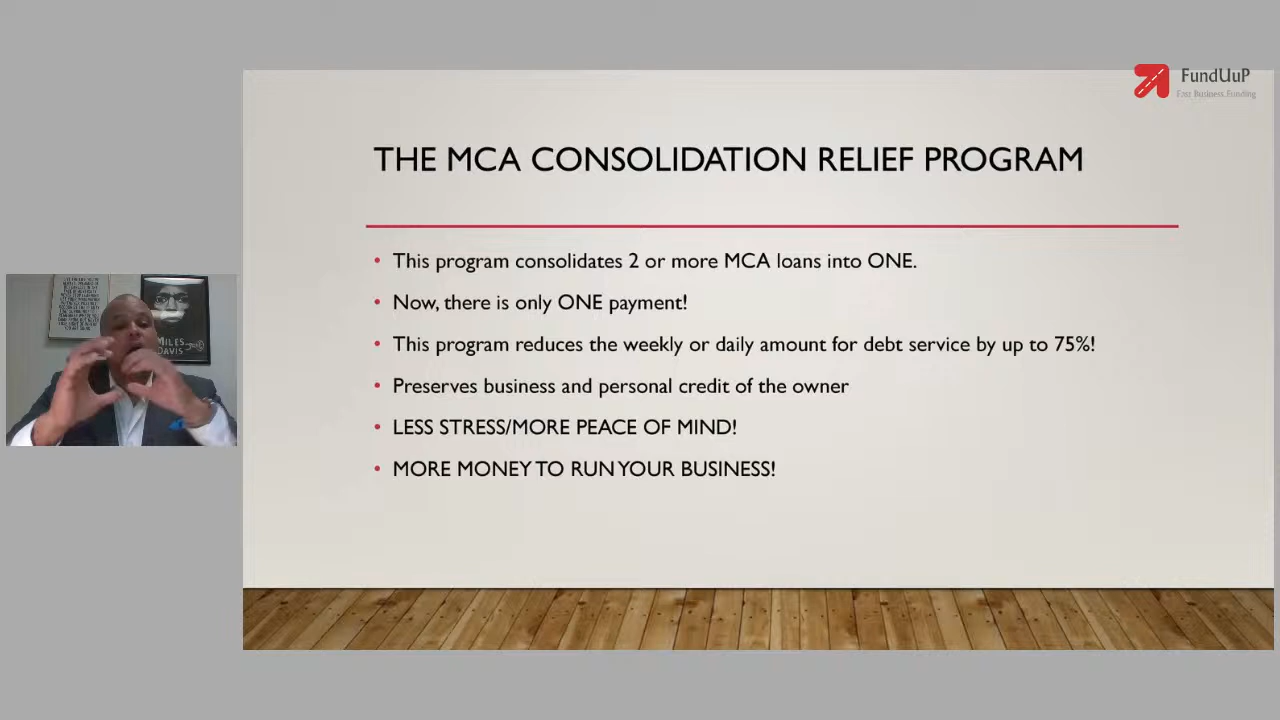 FundUuP
Fast Business Funding
THE MCA CONSOLIDATION RELIEF PROGRAM
• This program consolidates 2 or more MCA loans into ONE.
• Now, there is only ONE payment!
• This program reduces the weekly or daily amount for debt service by up to 75%!
• Preserves business and personal credit of the owner
• LESS STRESS/MORE PEACE OF MIND!
• MORE MONEY TO RUN YOUR BUSINESS!
MILES
DAVIS